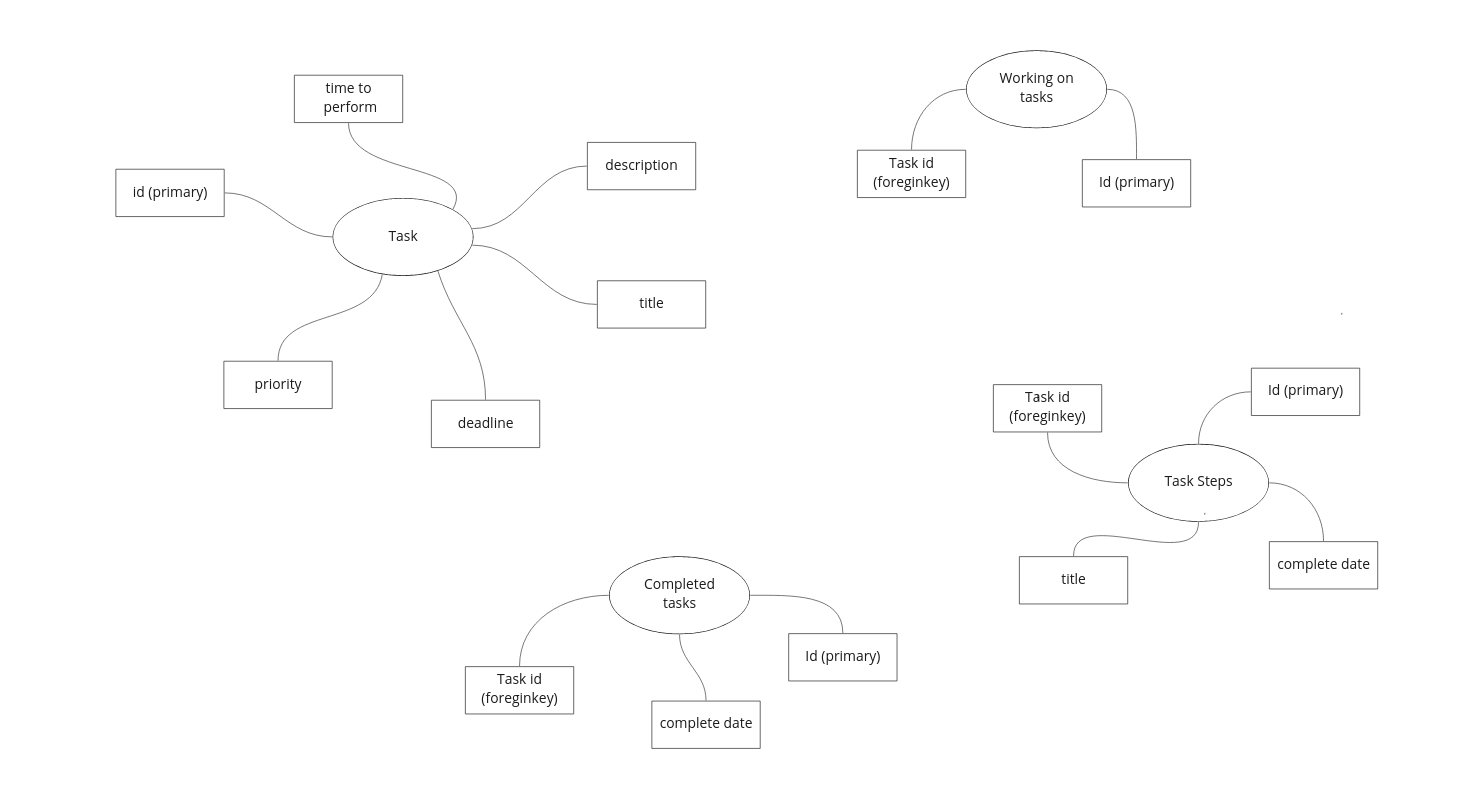 time to
perform
description
id (primary)
Task
title
priority
deadline
Working on
tasks
Task id
(foreginkey)
Id (primary)
Task id
(foreginkey)
Id (primary)
Task Steps
title
complete date
Completed
tasks
Task id
(foreginkey)
complete date
Id (primary)